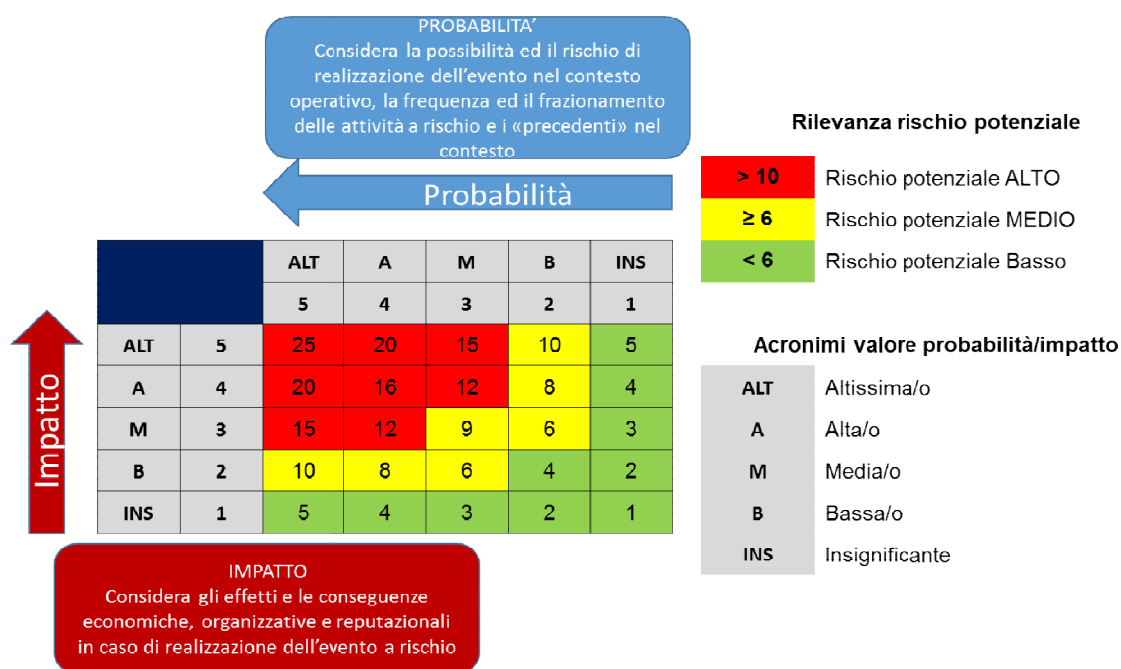 PROBABILITA'
Considera la possibilità ed il rischio di
realizzazione dell'evento nel contesto
operativo, la frequenza ed il frazionamento
delle attività a rischio e i «precedenti» nel
contesto
Probabilità
Rilevanza rischio potenziale
> 10 Rischio potenziale ALTO
≥ 6 Rischio potenziale MEDIO
< 6 Rischio potenziale Basso
ALT A M B INS
5 4 3 2 1
ALT 5 25 20 15 10 5
A 4 20 16 12 8 4
M 3 15 12 9 6 3
B 2 10 8 6 4 2
INS 1 5 4 3 2 1
Impatto
Acronimi valore probabilità/impatto
ALT Altissima/o
A Alta/o
M Media/o
B Bassa/o
INS Insignificante
IMPATTO
Considera gli effetti e le conseguenze
economiche, organizzative e reputazionali
in caso di realizzazione dell'evento a rischio